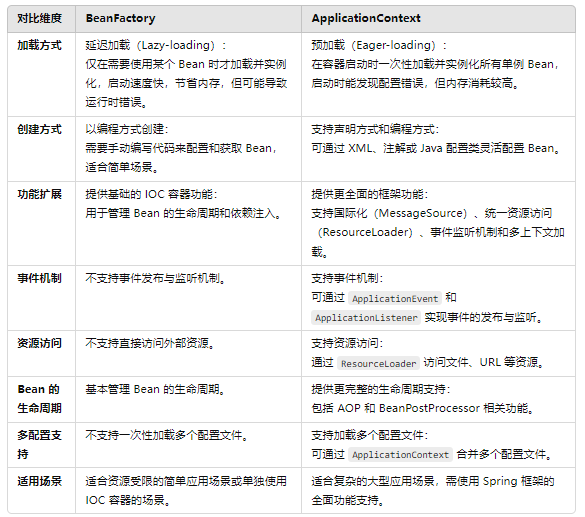 对比维度 BeanFactory ApplicationContext
加载方式 延迟加载（Lazy-loading）： 预加载（Eager-loading）：
仅在需要使用某个 Bean 时才加载并实例 在容器启动时一次性加载并实例化所有单例 Bean，
化，启动速度快，节省内存，但可能导致 启动时能发现配置错误，但内存消耗较高。
运行时错误。
创建方式 以编程方式创建： 支持声明方式和编程方式：
需要手动编写代码来配置和获取 Bean， 可通过 XML、注解或 Java 配置类灵活配置 Bean。
适合简单场景。
功能扩展 提供基础的 IOC 容器功能： 提供更全面的框架功能：
用于管理 Bean 的生命周期和依赖注入。 支持国际化（MessageSource）、统一资源访问
（ResourceLoader）、事件监听机制和多上下文加
载。
事件机制 不支持事件发布与监听机制。 支持事件机制：
可通过 ApplicationEvent 和
ApplicationListener 实现事件的发布与监听。
资源访问 不支持直接访问外部资源。 支持资源访问：
通过 ResourceLoader 访问文件、URL 等资源。
Bean 的 基本管理 Bean 的生命周期。 提供更完整的生命周期支持：
生命周期 包括 AOP 和 BeanPostProcessor 相关功能。
多配置支 不支持一次性加载多个配置文件。 支持加载多个配置文件：
持 可通过 ApplicationContext 合并多个配置文件。
适用场景 适合资源受限的简单应用场景或单独使用 适合复杂的大型应用场景，需使用 Spring 框架的
IOC 容器的场景。 全面功能支持。